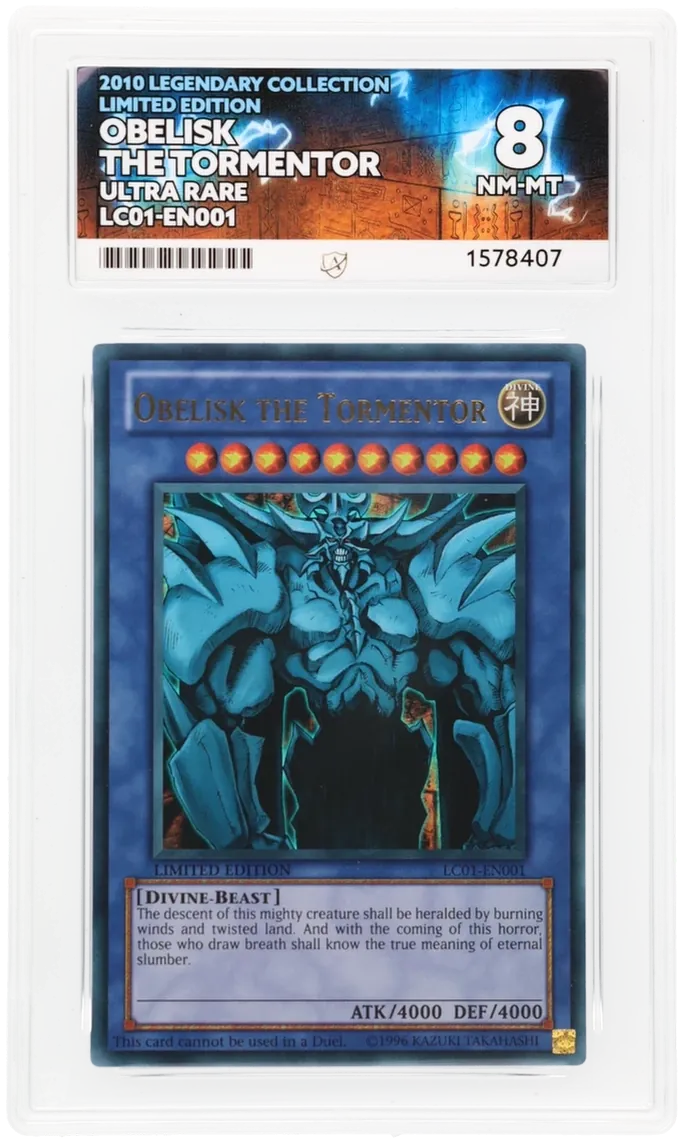 2010 LEGENDARY COLLECTION
LIMITED EDITION
OBELISK
THE TORMENTOR
ULTRA RARE
LC01-EN001
8
NM-MT
1578407
OBELISK THE TORMENTOR
DIVINE
神
LIMITED EDITION
LC01-EN001
[DIVINE-BEAST]
The descent of this mighty creature shall be heralded by burning
winds and twisted land. And with the coming of this horror,
those who draw breath shall know the true meaning of eternal
slumber.
ATK/4000 DEF/4000
This card cannot be used in a Duel. ©1996 KAZUKI TAKAHASHI